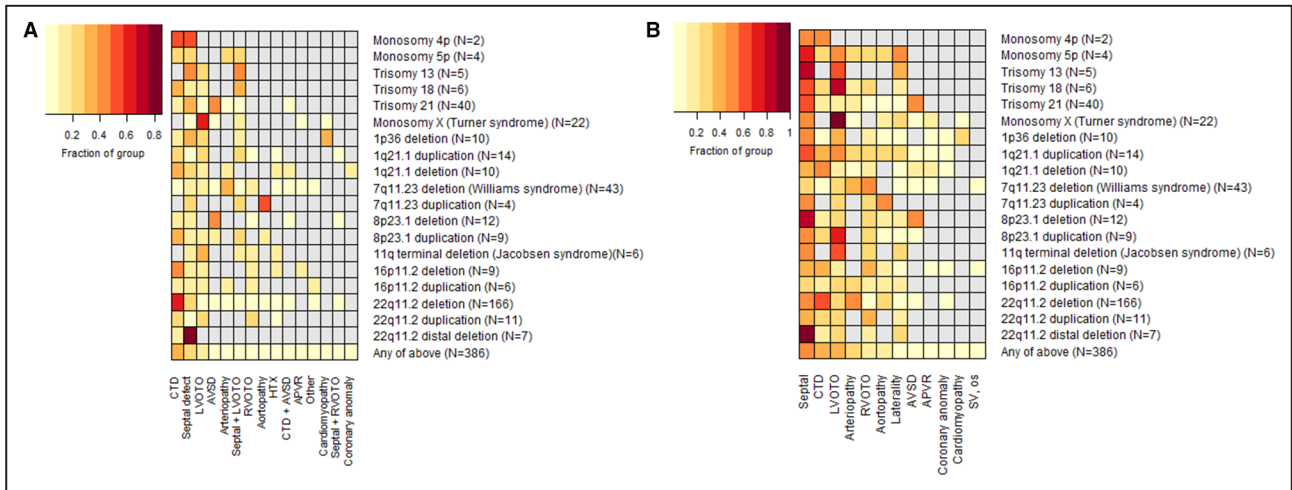 A
0.2 0.4 0.6 0.8
Fraction of group
Monosomy 4p (N=2)
Monosomy 5p (N=4)
Trisomy 13 (N=5)
Trisomy 18 (N=6)
Trisomy 21 (N=40)
Monosomy X (Turner syndrome) (N=22)
1p36 deletion (N=10)
1q21.1 duplication (N=14)
1q21.1 deletion (N=10)
7q11.23 deletion (Williams syndrome) (N=43)
7q11.23 duplication (N=4)
8p23.1 deletion (N=12)
8p23.1 duplication (N=9)
11q terminal deletion (Jacobsen syndrome)(N=6)
16p11.2 deletion (N=9)
16p11.2 duplication (N=6)
22q11.2 deletion (N=166)
22q11.2 duplication (N=11)
22q11.2 distal deletion (N=7)
Any of above (N=386)
CTD
Septal defect
LVOTO
AVSD
Arteriopathy
Septal + LVOTO
RVOTO
Aortopathy
HTX
CTD + AVSD
APVR
Other
Cardiomyopathy
Septal + RVOTO
Coronary anomaly
B
0.2 0.4 0.6 0.8 1
Fraction of group
Monosomy 4p (N=2)
Monosomy 5p (N=4)
Trisomy 13 (N=5)
Trisomy 18 (N=6)
Trisomy 21 (N=40)
Monosomy X (Turner syndrome) (N=22)
1p36 deletion (N=10)
1q21.1 duplication (N=14)
1q21.1 deletion (N=10)
7q11.23 deletion (Williams syndrome) (N=43)
7q11.23 duplication (N=4)
8p23.1 deletion (N=12)
8p23.1 duplication (N=9)
11q terminal deletion (Jacobsen syndrome) (N=6)
16p11.2 deletion (N=9)
16p11.2 duplication (N=6)
22q11.2 deletion (N=166)
22q11.2 duplication (N=11)
22q11.2 distal deletion (N=7)
Any of above (N=386)
Septal
CTD
LVOTO
Arteriopathy
RVOTO
Aortopathy
Laterality
AVSD
APVR
Coronary anomaly
Cardiomyopathy
SV, os